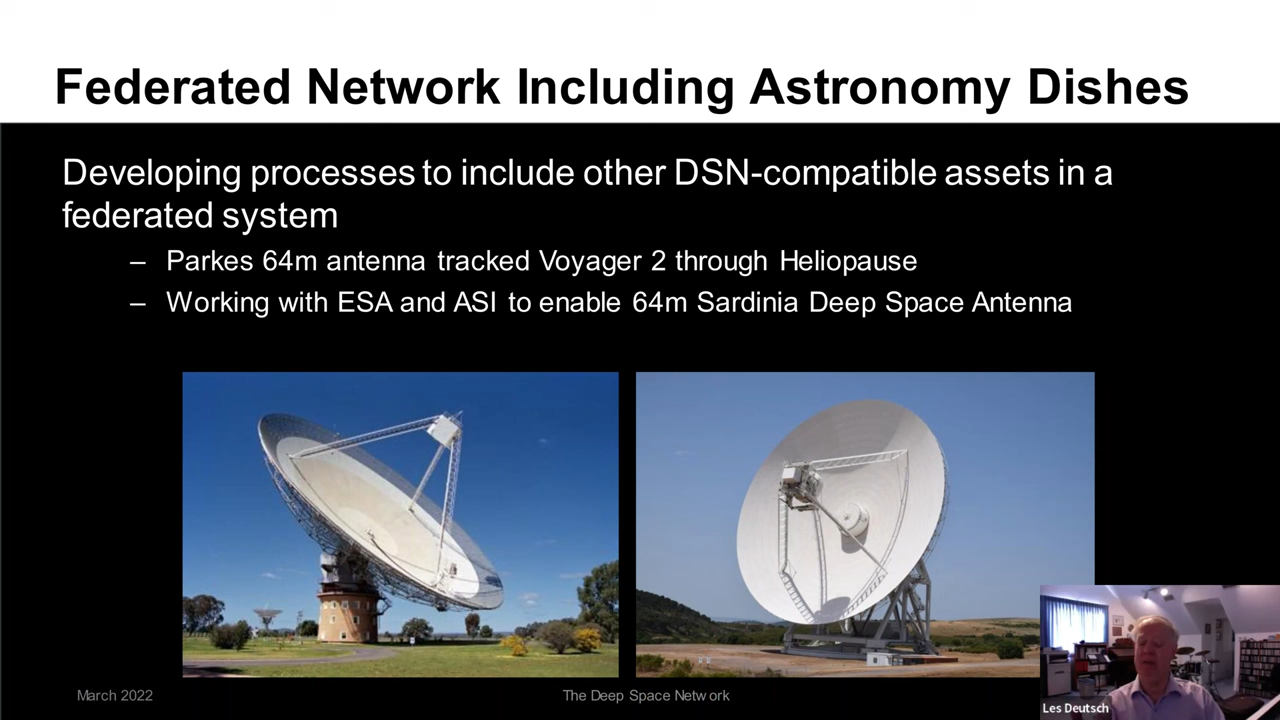 Federated Network Including Astronomy Dishes
Developing processes to include other DSN-compatible assets in a
federated system
– Parkes 64m antenna tracked Voyager 2 through Heliopause
– Working with ESA and ASI to enable 64m Sardinia Deep Space Antenna
March 2022
The Deep Space Network
Les Deutsch